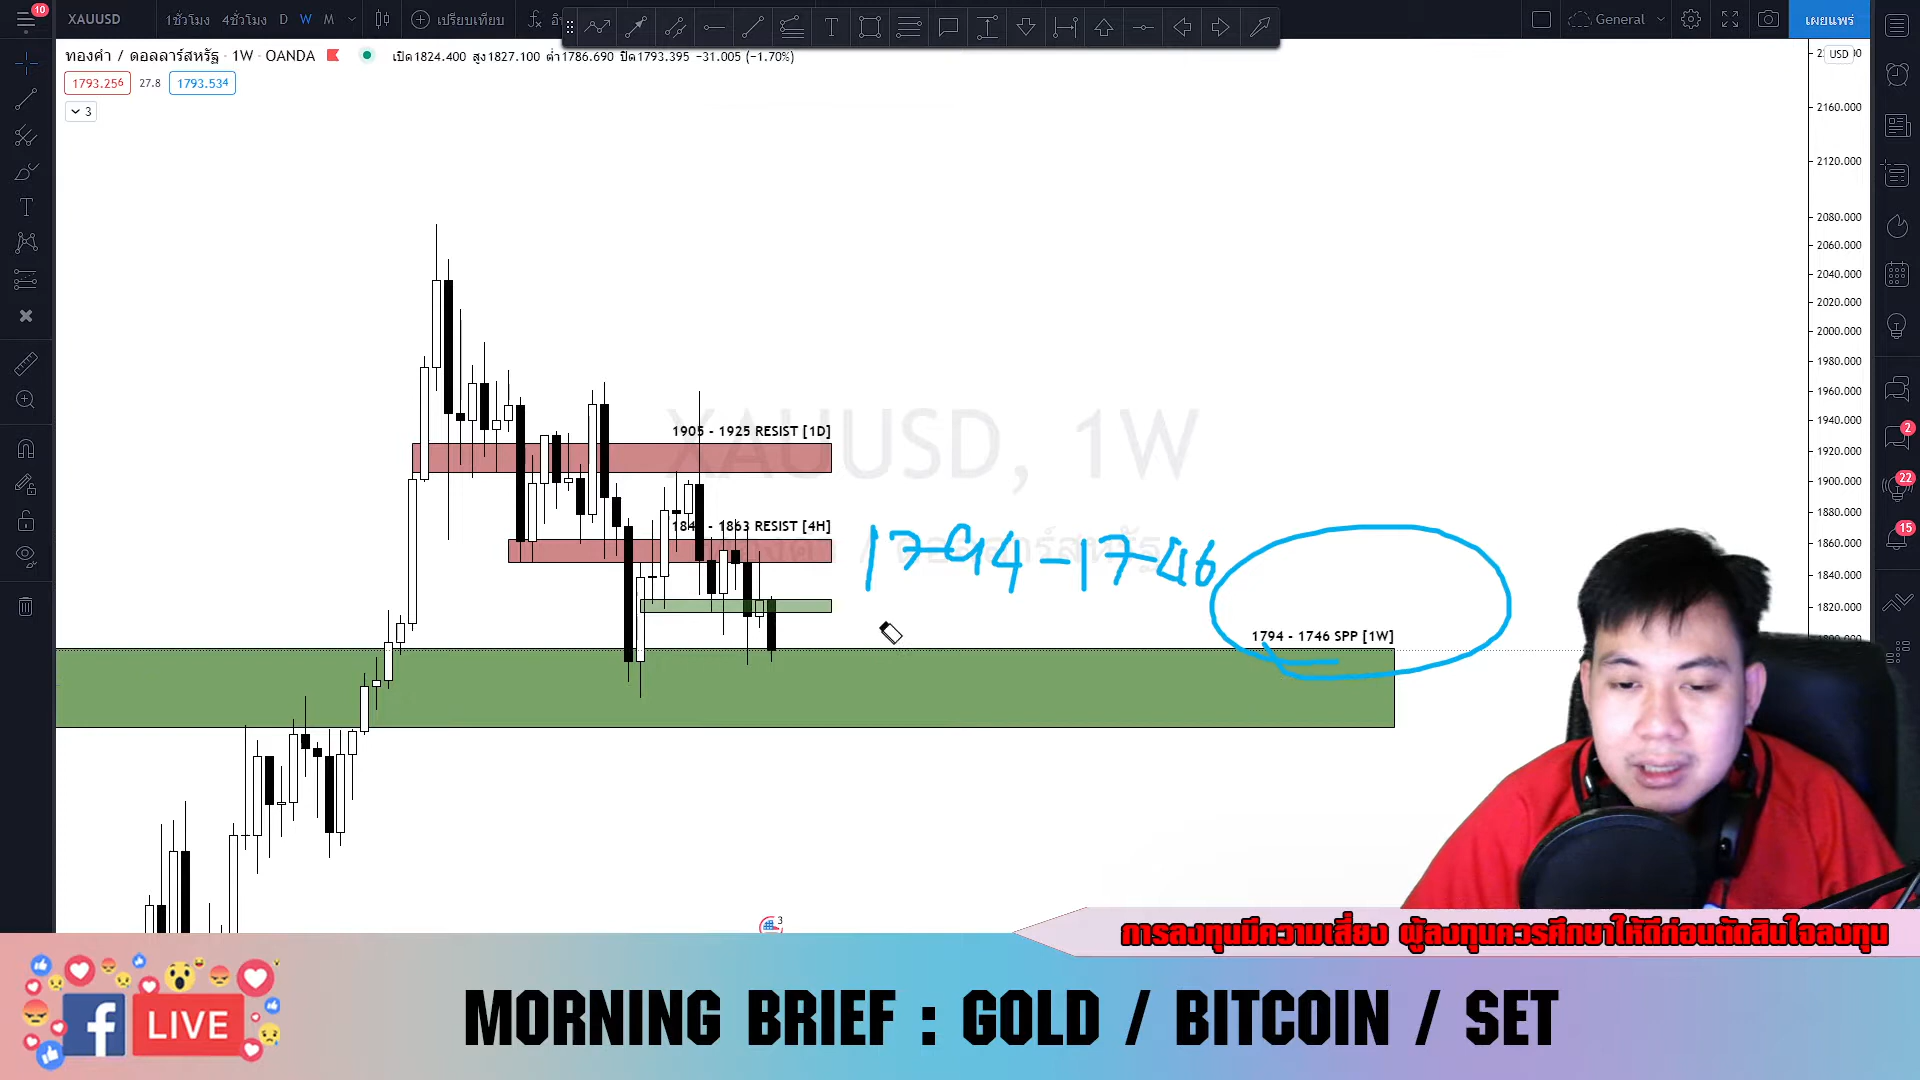 10
XAUUSD
1ชั่วโมง 4ชั่วโมง D W M
เปรียบเทียบ
T
General
เผยแพร่
ทองคำ / ดอลลาร์สหรัฐ · 1W · OANDA
เปิด1824.400 สูง1827.100 ต่ำ1786.690 ปิด1793.395 −31.005 (−1.70%)
USD
1793.256 27.8 1793.534
3
T
2160.000
2120.000
2080.000
2060.000
2040.000
2020.000
2000.000
1980.000
1960.000
1940.000
1920.000
1900.000
1880.000
1860.000
1840.000
1820.000
XAUUSD, 1W
1905 - 1925 RESIST [1D]
1863 RESIST [4H]
1794 - 1746
1794 - 1746 SPP [1W]
2
22
15
3
การลงทุนมีความเสี่ยง ผู้ลงทุนควรศึกษาให้ดีก่อนตัดสินใจลงทุน
f LIVE
MORNING BRIEF : GOLD / BITCOIN / SET